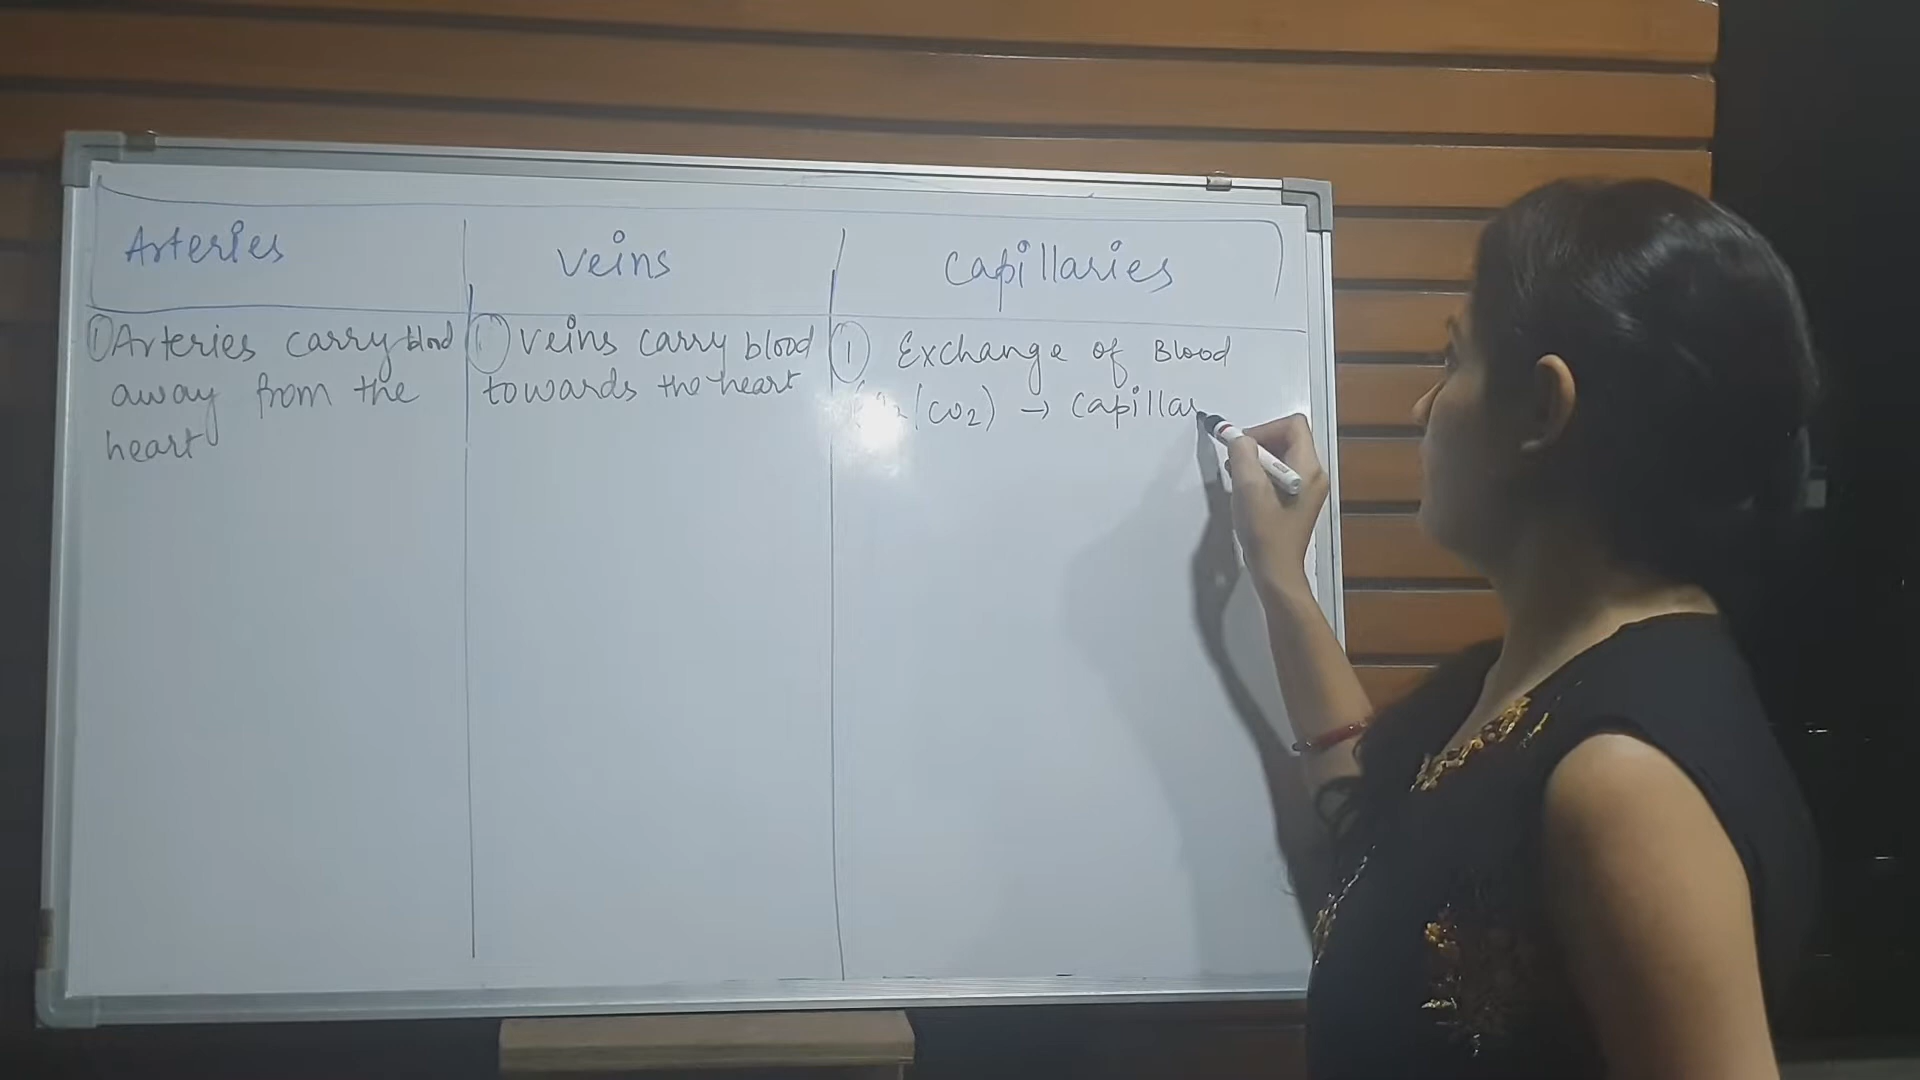 Arteries
Veins
Capillaries
① Arteries carry blood
away from the
heart
① Veins carry blood
towards the heart
① Exchange of Blood
(CO2) → Capillar